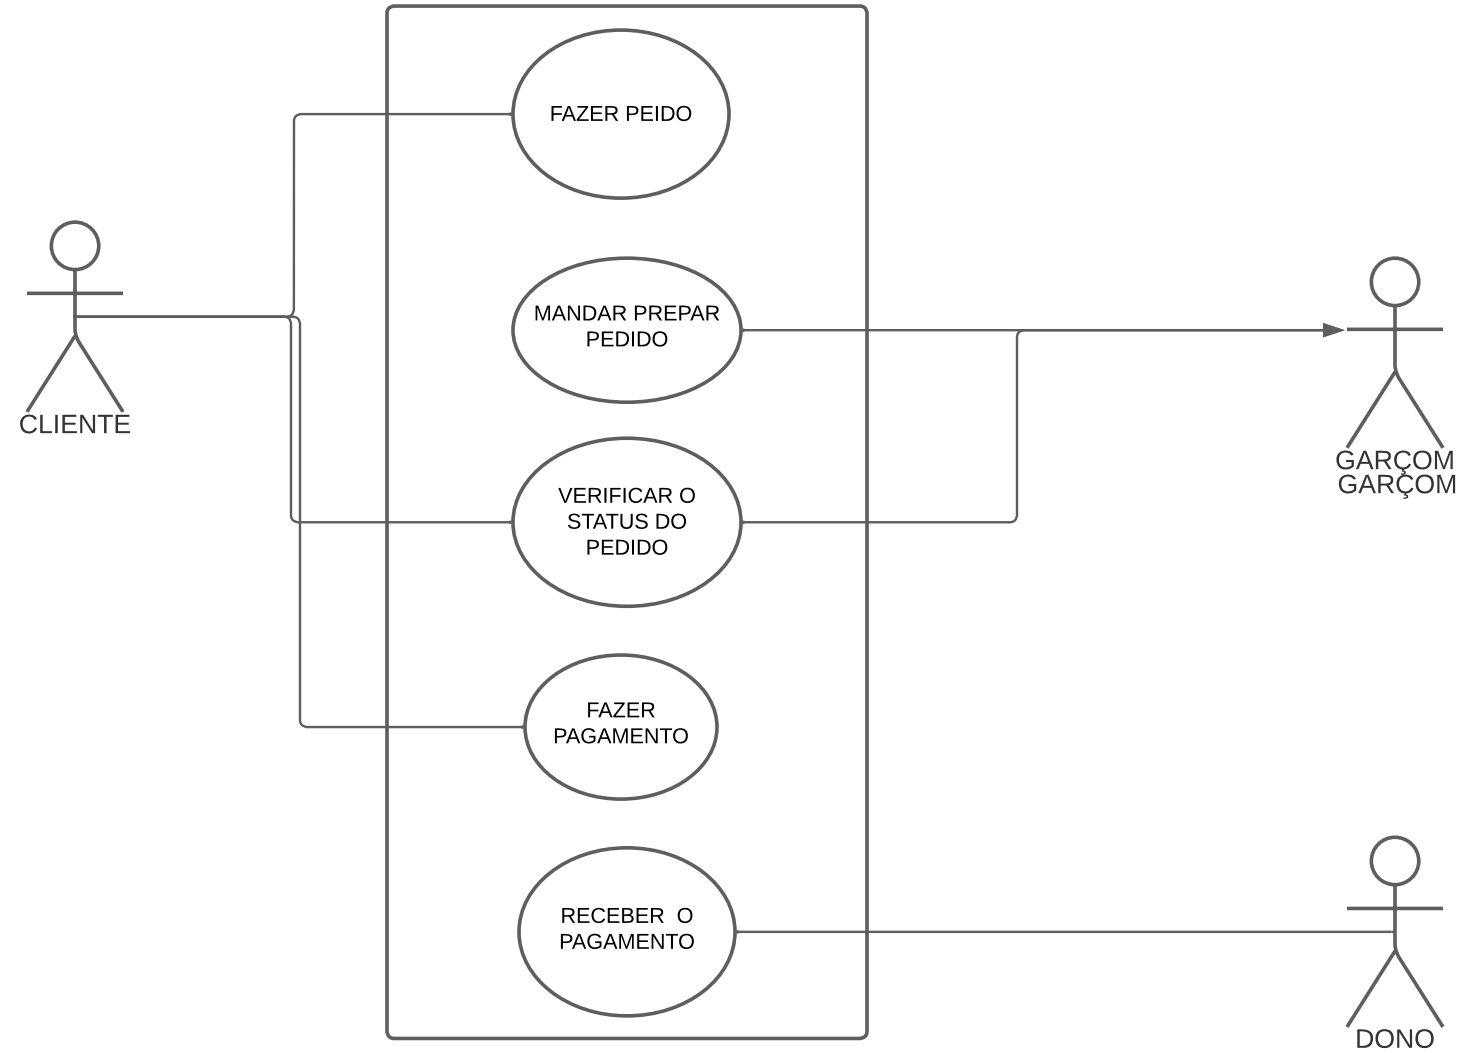 FAZER PEIDO
MANDAR PREPAR
PEDIDO
CLIENTE
GARÇOM
GARÇOM
VERIFICAR O
STATUS DO
PEDIDO
FAZER
PAGAMENTO
RECEBER  O
PAGAMENTO
DONO